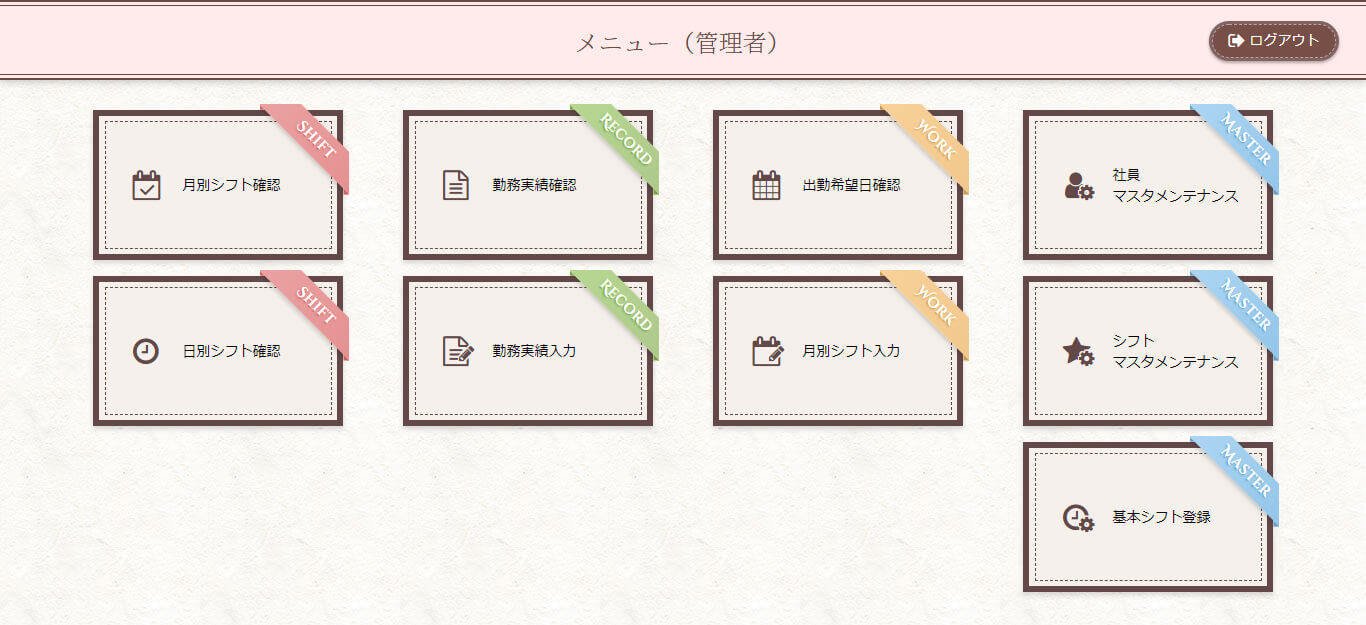 メニュー（管理者）
ログアウト
SHIFT
月別シフト確認
RECORD
勤務実績確認
WORK
出勤希望日確認
MASTER
社員
マスタメンテナンス
SHIFT
日別シフト確認
RECORD
勤務実績入力
WORK
月別シフト入力
MASTER
シフト
マスタメンテナンス
MASTER
基本シフト登録